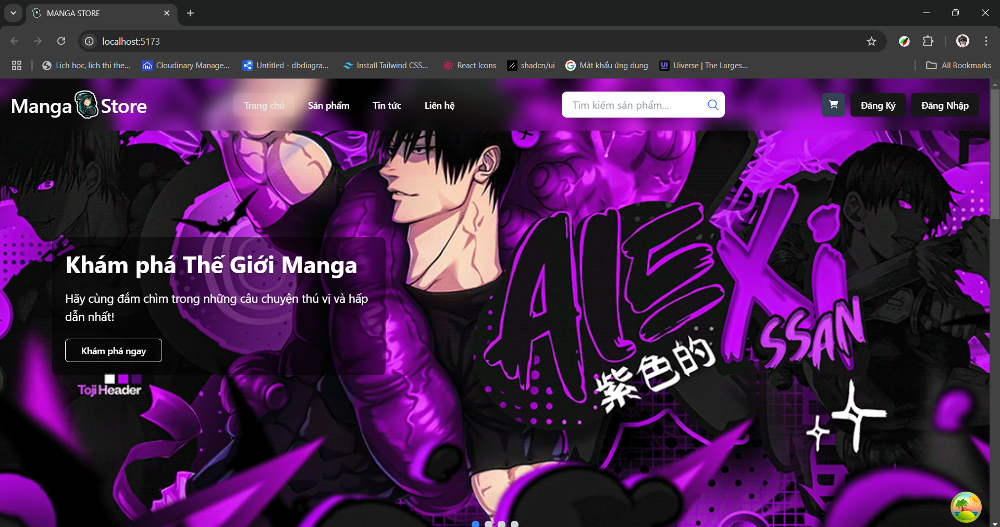 MANGA STORE
localhost:5173
Lịch học, lịch thi the...
Cloudinary Manage...
Untitled - dbdiagra...
Install Tailwind CSS...
React Icons
shadcn/ui
Mật khẩu ứng dụng
UI
Uiverse | The Larges...
All Bookmarks
Manga Store
Trang chủ
Sản phẩm
Tin tức
Liên hệ
Tìm kiếm sản phẩm...
Đăng Ký
Đăng Nhập
Khám phá Thế Giới Manga
Hãy cùng đắm chìm trong những câu chuyện thú vị và hấp
dẫn nhất!
Khám phá ngay
Toji Header
ALEXi
SSAN
紫色的